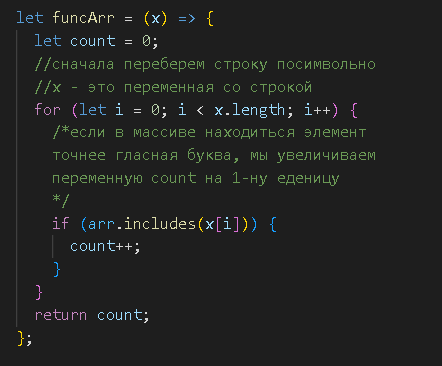 let funcArr = (x) => {
let count = 0;
//сначала переберем строку посимвольно
//x - это переменная со строкой
for (let i = 0; i < x.length; i++) {
/*если в массиве находиться элемент
точнее гласная буква, мы увеличиваем
переменную count на 1-ну еденицу
*/
if (arr.includes(x[i])) {
count++;
}
}
return count;
};